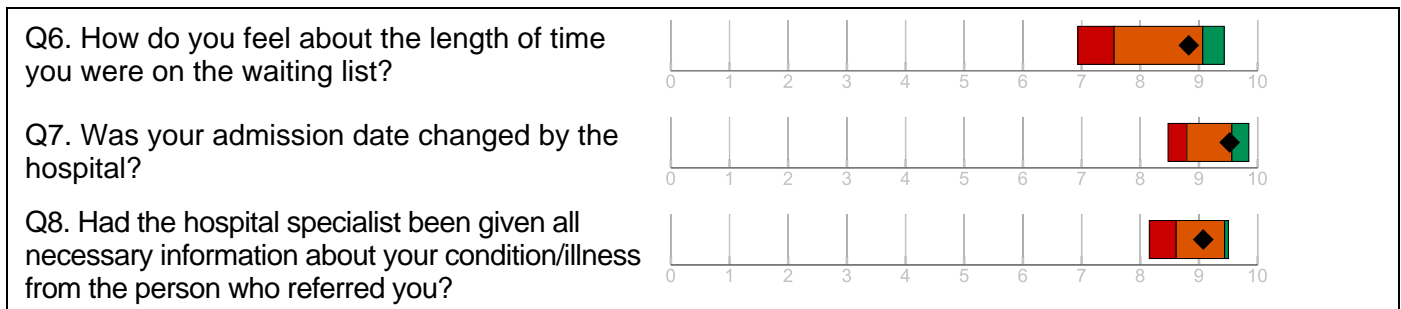 Q6. How do you feel about the length of time
you were on the waiting list?
0 1 2 3 4 5 6 7 8 9 10
Q7. Was your admission date changed by the
hospital?
0 1 2 3 4 5 6 7 8 9 10
Q8. Had the hospital specialist been given all
necessary information about your condition/illness
from the person who referred you?
0 1 2 3 4 5 6 7 8 9 10